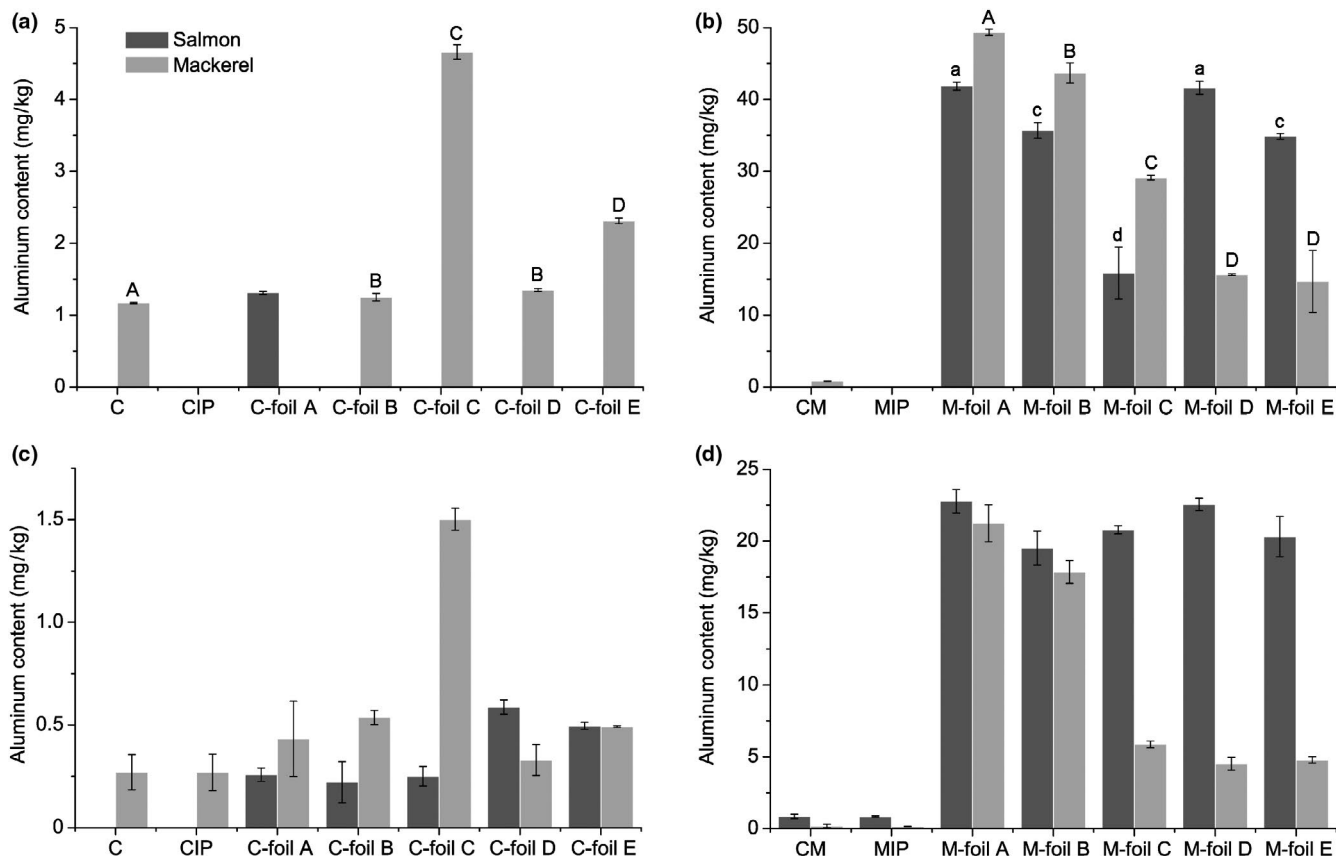 (a)
Salmon
Mackerel
Aluminum content (mg/kg)
5
4
3
2
1
0
A
B
C
B
D
C CIP C-foil A C-foil B C-foil C C-foil D C-foil E
(b)
Aluminum content (mg/kg)
50
40
30
20
10
0
a A
c B
d C
a D
c D
CM MIP M-foil A M-foil B M-foil C M-foil D M-foil E
(c)
Aluminum content (mg/kg)
1.5
1.0
0.5
0
C CIP C-foil A C-foil B C-foil C C-foil D C-foil E
(d)
Aluminum content (mg/kg)
25
20
15
10
5
0
CM MIP M-foil A M-foil B M-foil C M-foil D M-foil E